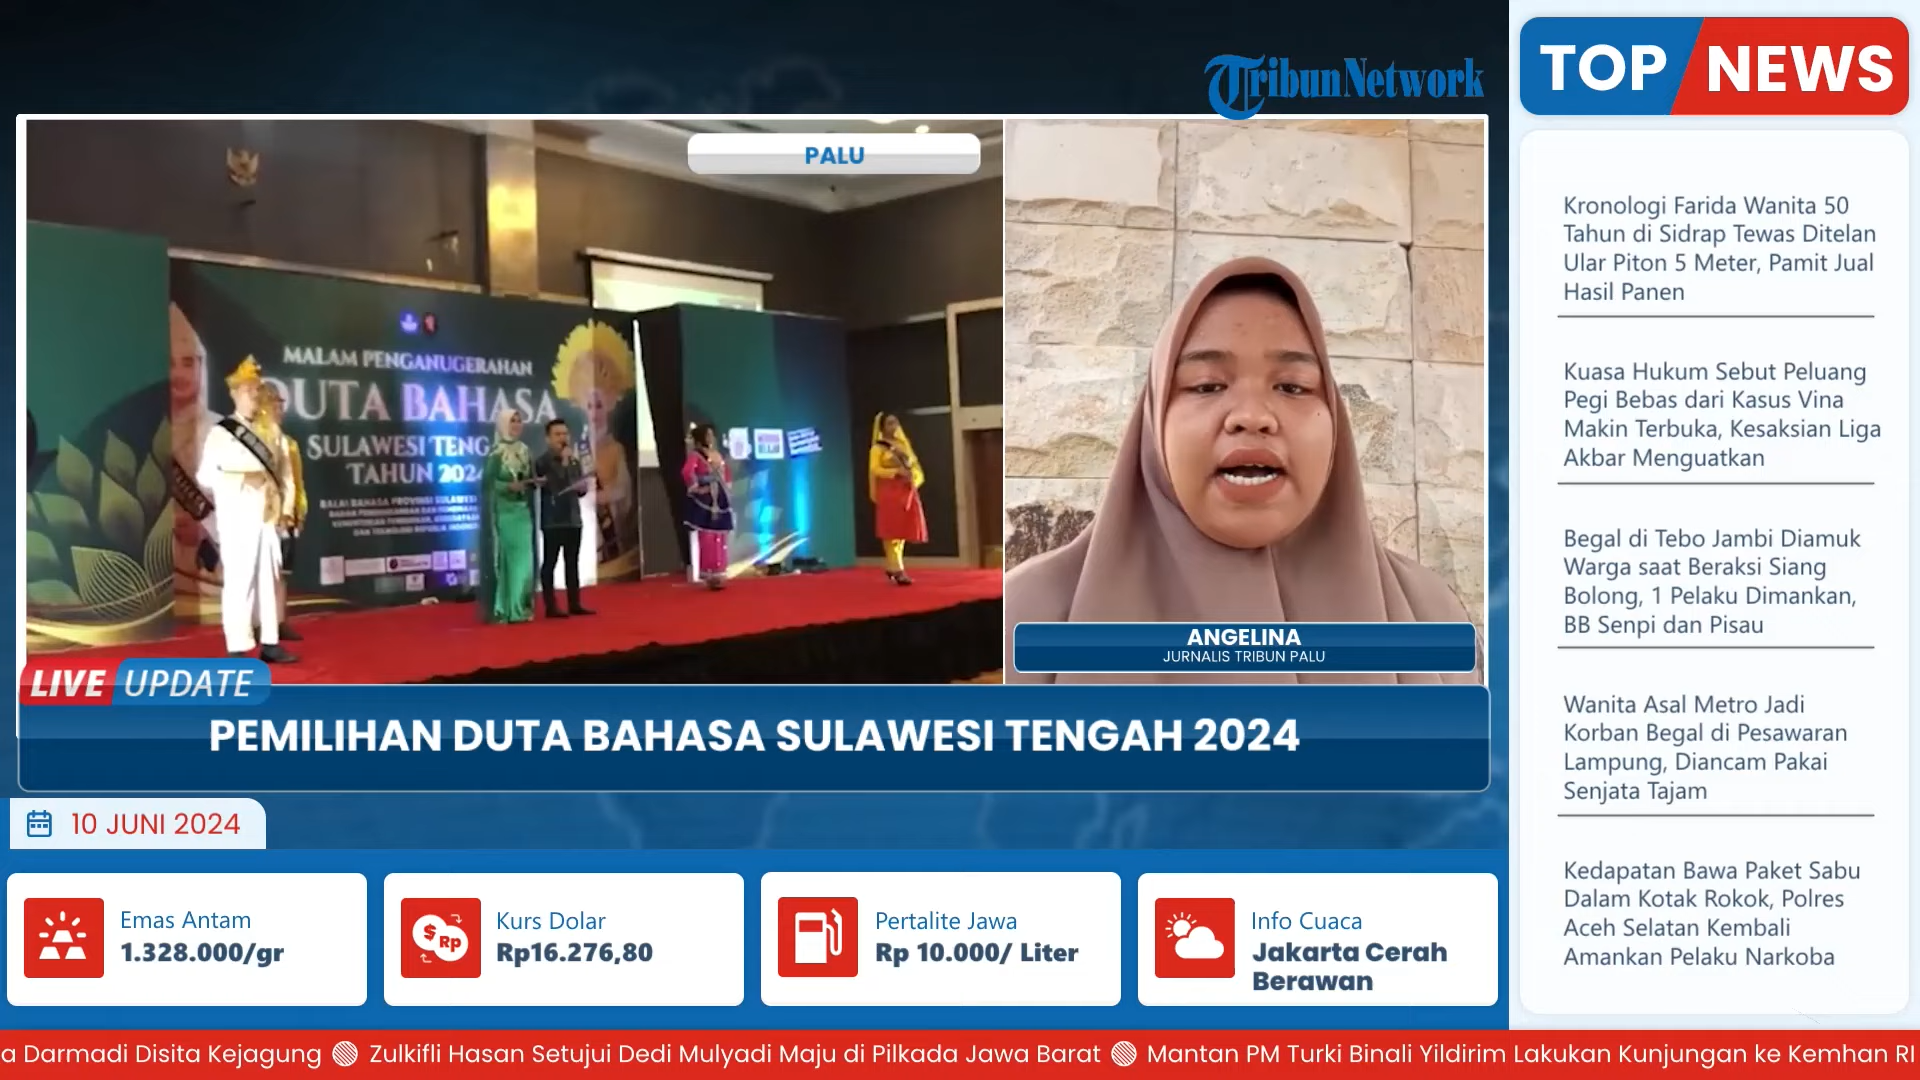 TribunNetwork
TOP NEWS
PALU
MALAM PENGANUGERAHAN
DUTA BAHASA
SULAWESI TENG
TAHUN 2024
BALAI BAHASA PROVINSI SULAWESI
ANGELINA
JURNALIS TRIBUN PALU
LIVE UPDATE
PEMILIHAN DUTA BAHASA SULAWESI TENGAH 2024
10 JUNI 2024
Emas Antam
1.328.000/gr
Kurs Dolar
Rp16.276,80
Pertalite Jawa
Rp 10.000/ Liter
Info Cuaca
Jakarta Cerah
Berawan
Kronologi Farida Wanita 50
Tahun di Sidrap Tewas Ditelan
Ular Piton 5 Meter, Pamit Jual
Hasil Panen
Kuasa Hukum Sebut Peluang
Pegi Bebas dari Kasus Vina
Makin Terbuka, Kesaksian Liga
Akbar Menguatkan
Begal di Tebo Jambi Diamuk
Warga saat Beraksi Siang
Bolong, 1 Pelaku Dimankan,
BB Senpi dan Pisau
Wanita Asal Metro Jadi
Korban Begal di Pesawaran
Lampung, Diancam Pakai
Senjata Tajam
Kedapatan Bawa Paket Sabu
Dalam Kotak Rokok, Polres
Aceh Selatan Kembali
Amankan Pelaku Narkoba
a Darmadi Disita Kejagung Zulkifli Hasan Setujui Dedi Mulyadi Maju di Pilkada Jawa Barat Mantan PM Turki Binali Yildirim Lakukan Kunjungan ke Kemhan RI